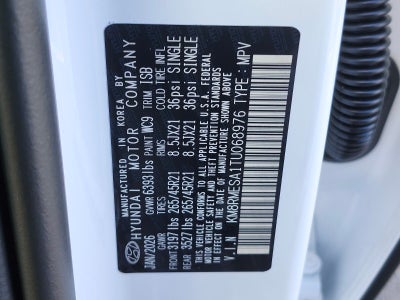 MANUFACTURED IN KOREA BY
HYUNDAI MOTOR COMPANY
JAN/2026 GVWR 6393 lbs PAINT WC9 TRIM ISB
GAWR TIRES RIMS COLD TIRE INFL
FRONT 3197 lbs 265/45R21 8.5JX21 36psi SINGLE
REAR 3527 lbs 265/45R21 8.5JX21 36psi SINGLE
THIS VEHICLE CONFORMS TO ALL APPLICABLE U.S.A. FEDERAL
MOTOR VEHICLE SAFETY AND THEFT PREVENTION STANDARDS
IN EFFECT ON THE DATE OF MANUFACTURE SHOWN ABOVE
V.I.N KM8RMESA1TU068976 TYPE : MPV